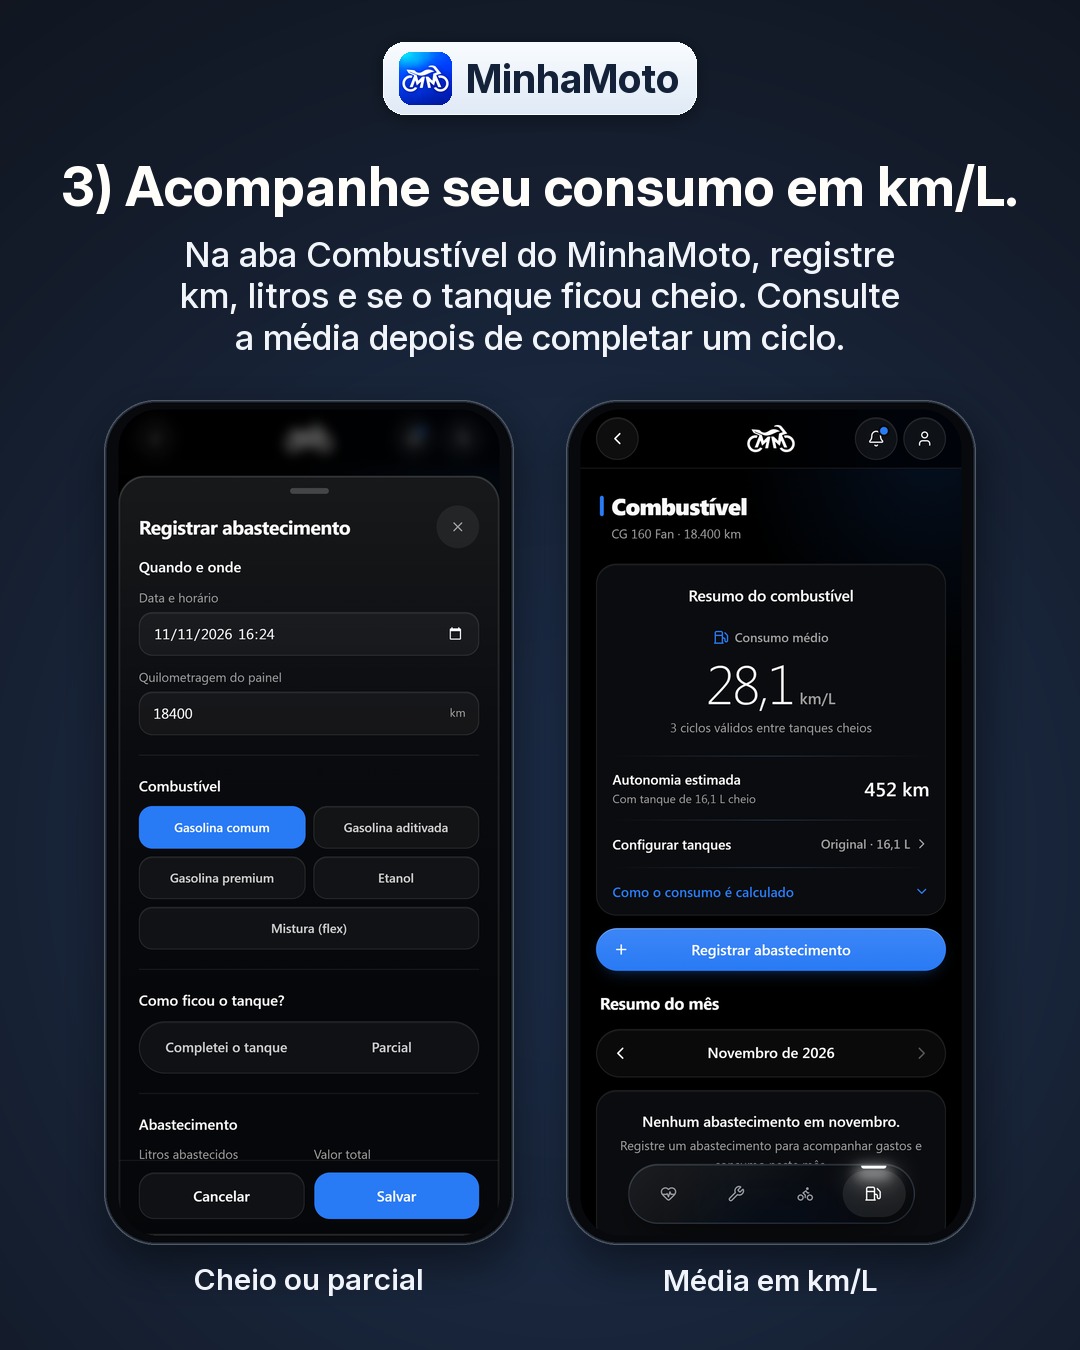 MM
MinhaMoto
3) Acompanhe seu consumo em km/L.
Na aba Combustível do MinhaMoto, registre
km, litros e se o tanque ficou cheio. Consulte
a média depois de completar um ciclo.
Registrar abastecimento
Quando e onde
Data e horário
11/11/2026 16:24
Quilometragem do painel
18400 km
Combustível
Gasolina comum
Gasolina aditivada
Gasolina premium
Etanol
Mistura (flex)
Como ficou o tanque?
Completei o tanque
Parcial
Abastecimento
Litros abastecidos
Valor total
Cancelar
Salvar
Cheio ou parcial
MM
Combustível
CG 160 Fan · 18.400 km
Resumo do combustível
Consumo médio
28,1 km/L
3 ciclos válidos entre tanques cheios
Autonomia estimada
Com tanque de 16,1 L cheio
452 km
Configurar tanques
Original · 16,1 L
Como o consumo é calculado
+ Registrar abastecimento
Resumo do mês
Novembro de 2026
Nenhum abastecimento em novembro.
Registre um abastecimento para acompanhar gastos e
Média em km/L